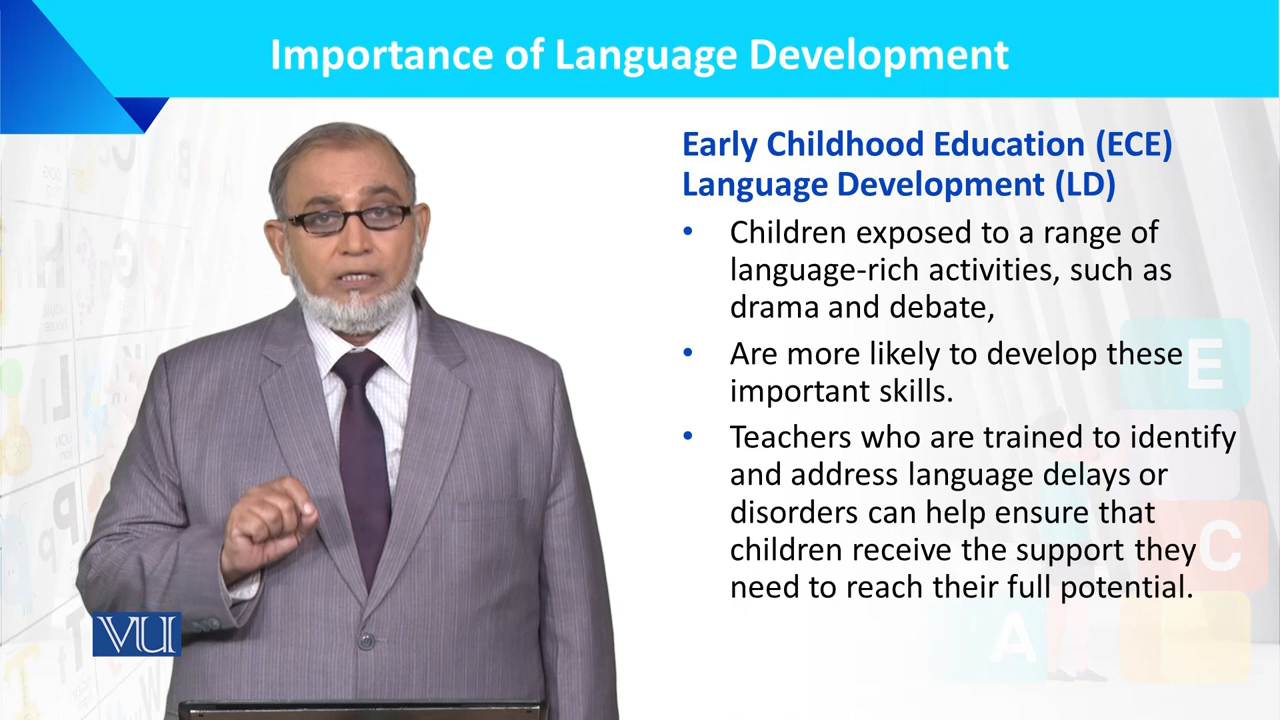 Importance of Language Development
Early Childhood Education (ECE)
Language Development (LD)
• Children exposed to a range of
language-rich activities, such as
drama and debate,
• Are more likely to develop these
important skills.
• Teachers who are trained to identify
and address language delays or
disorders can help ensure that
children receive the support they
need to reach their full potential.
E
C
A
VU